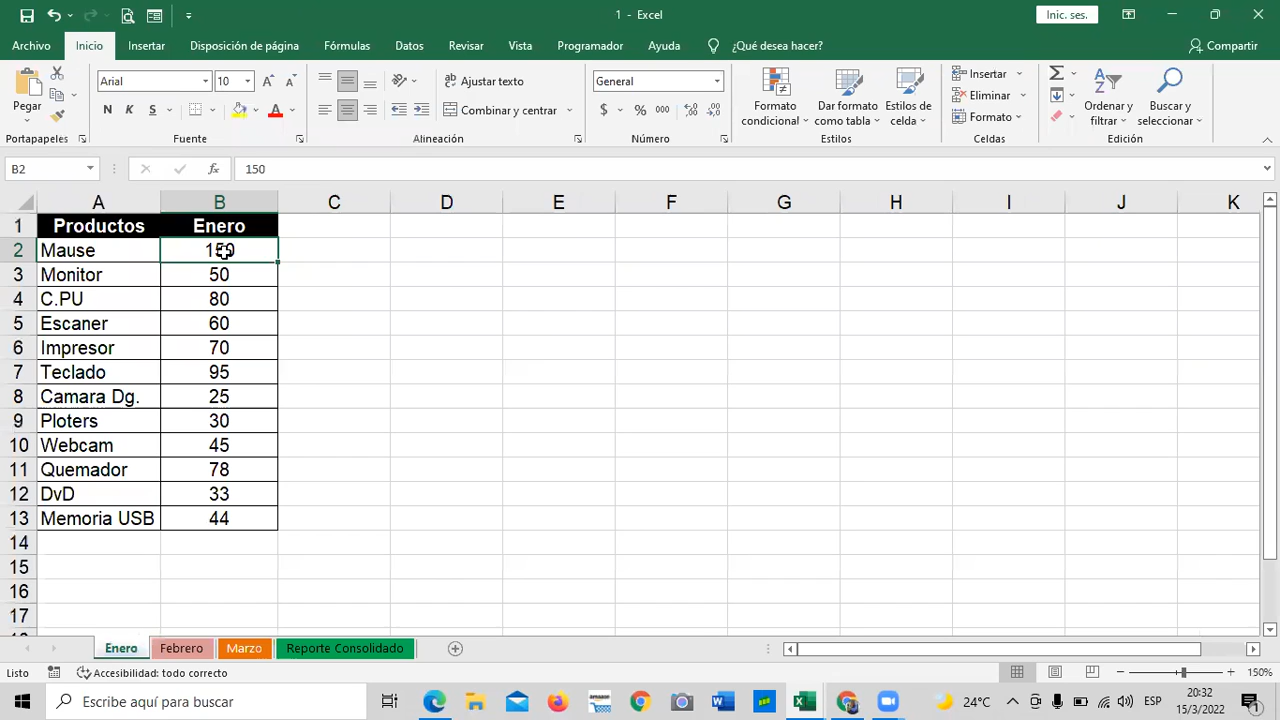 1 - Excel
Inic. ses.
Archivo Inicio Insertar Disposición de página Fórmulas Datos Revisar Vista Programador Ayuda ¿Qué desea hacer? Compartir
Pegar
Portapapeles
Arial 10
N K S
Fuente
Ajustar texto
Combinar y centrar
Alineación
General
$ % 000
Número
Formato condicional
Dar formato como tabla
Estilos de celda
Estilos
Insertar
Eliminar
Formato
Celdas
Ordenar y filtrar
Buscar y seleccionar
Edición
B2 fx 150
A B C D E F G H I J K
1 Productos Enero
2 Mause 150
3 Monitor 50
4 C.PU 80
5 Escaner 60
6 Impresor 70
7 Teclado 95
8 Camara Dg. 25
9 Ploters 30
10 Webcam 45
11 Quemador 78
12 DvD 33
13 Memoria USB 44
14
15
16
17
Enero Febrero Marzo Reporte Consolidado
Listo Accesibilidad: todo correcto 150%
Escribe aquí para buscar
24°C
ESP
20:32
15/3/2022